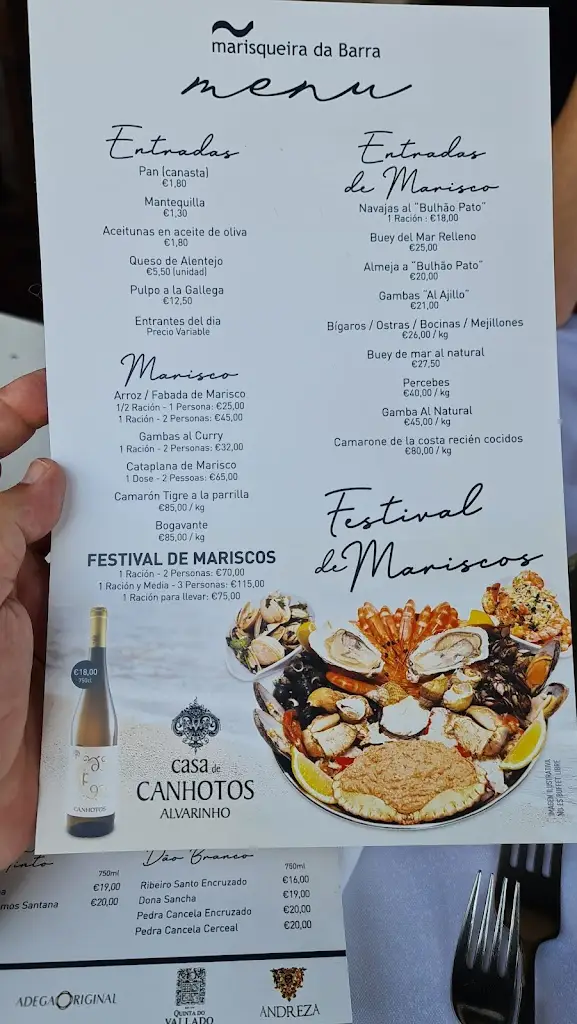 marisqueira da Barra
menu
Entradas
Pan (canasta)
€1,80
Mantequilla
€1,30
Aceitunas en aceite de oliva
€1,80
Queso de Alentejo
€5,50 (unidad)
Pulpo a la Gallega
€12,50
Entrantes del dia
Precio Variable
Marisco
Arroz / Fabada de Marisco
1/2 Ración - 1 Persona: €25,00
1 Ración - 2 Personas: €45,00
Gambas al Curry
1 Ración - 2 Personas: €32,00
Cataplana de Marisco
1 Dose - 2 Pessoas: €65,00
Camarón Tigre a la parrilla
€85,00 / kg
Bogavante
€85,00 / kg
FESTIVAL DE MARISCOS
1 Ración - 2 Personas: €70,00
1 Ración y Media - 3 Personas: €115,00
1 Ración para llevar: €75,00
Entradas
de Marisco
Navajas al "Bulhão Pato"
1 Ración : €18,00
Buey del Mar Relleno
€25,00
Almeja a "Bulhão Pato"
€20,00
Gambas "Al Ajillo"
€21,00
Bígaros / Ostras / Bocinas / Mejillones
€26,00 / kg
Buey de mar al natural
€27,50
Percebes
€40,00 / kg
Gamba Al Natural
€45,00 / kg
Camarone de la costa recién cocidos
€80,00 / kg
Festival
de Mariscos
€18,00
750cl
CANHOTOS
casa de
CANHOTOS
ALVARINHO
IMAGEN ILUSTRATIVA
NO ES BUFFET LIBRE
Tinto
750ml
€19,00
mos Santana
€20,00
Dão Branco
750ml
Ribeiro Santo Encruzado
€16,00
Dona Sancha
€19,00
Pedra Cancela Encruzado
€20,00
Pedra Cancela Cerceal
€20,00
ADEGA ORIGINAL
QUINTA DO
VALLADO
ANDREZA